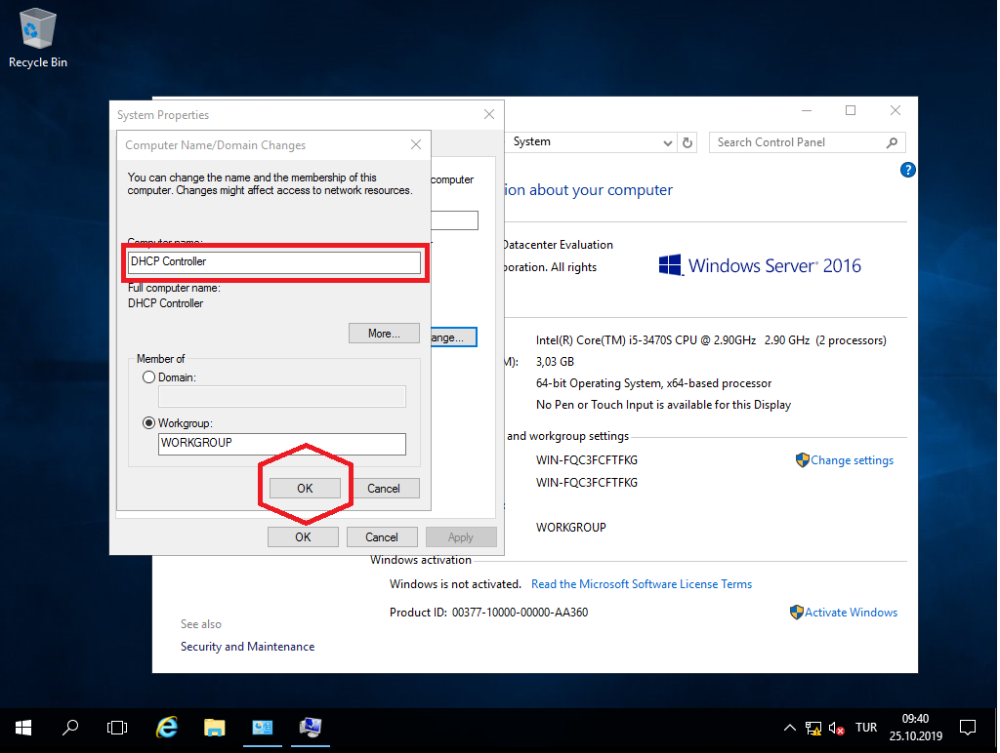 Recycle Bin
System Properties
Computer Name/Domain Changes
You can change the name and the membership of this
computer. Changes might affect access to network resources.
Computer name:
DHCP Controller
Full computer name:
DHCP Controller
More...
Member of
Domain:
Workgroup:
WORKGROUP
OK
Cancel
computer
ange...
OK
Cancel
Apply
System
Search Control Panel
?
ion about your computer
Datacenter Evaluation
poration. All rights
Windows Server® 2016
Intel(R) Core(TM) i5-3470S CPU @ 2.90GHz 2.90 GHz (2 processors)
M): 3,03 GB
64-bit Operating System, x64-based processor
No Pen or Touch Input is available for this Display
and workgroup settings
WIN-FQC3FCFTFKG
Change settings
WIN-FQC3FCFTFKG
WORKGROUP
Windows activation
Windows is not activated. Read the Microsoft Software License Terms
Product ID: 00377-10000-00000-AA360
Activate Windows
See also
Security and Maintenance
TUR
09:40
25.10.2019